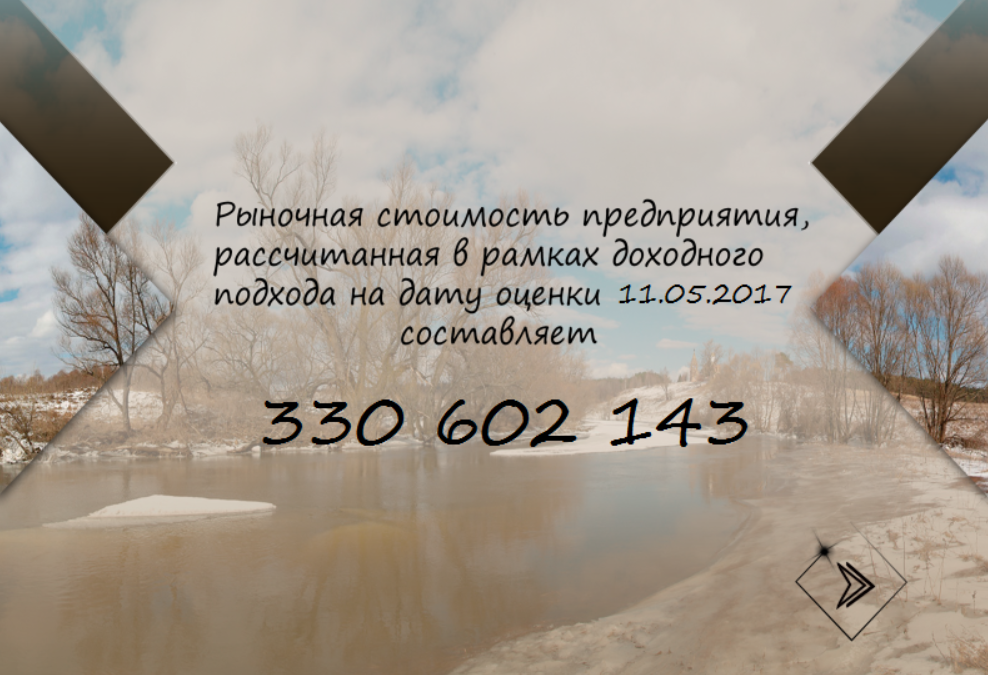 Рыночная стоимость предприятия,
рассчитанная в рамках доходного
подхода на дату оценки 11.05.2017
составляет
330 602 143